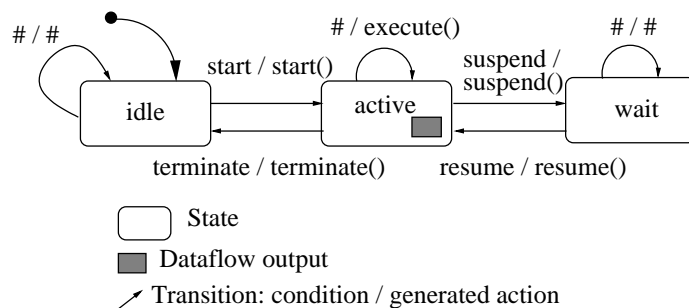 # / #
# / execute()
# / #
start / start()
suspend /
suspend()
idle
active
wait
terminate / terminate()
resume / resume()
State
Dataflow output
Transition: condition / generated action